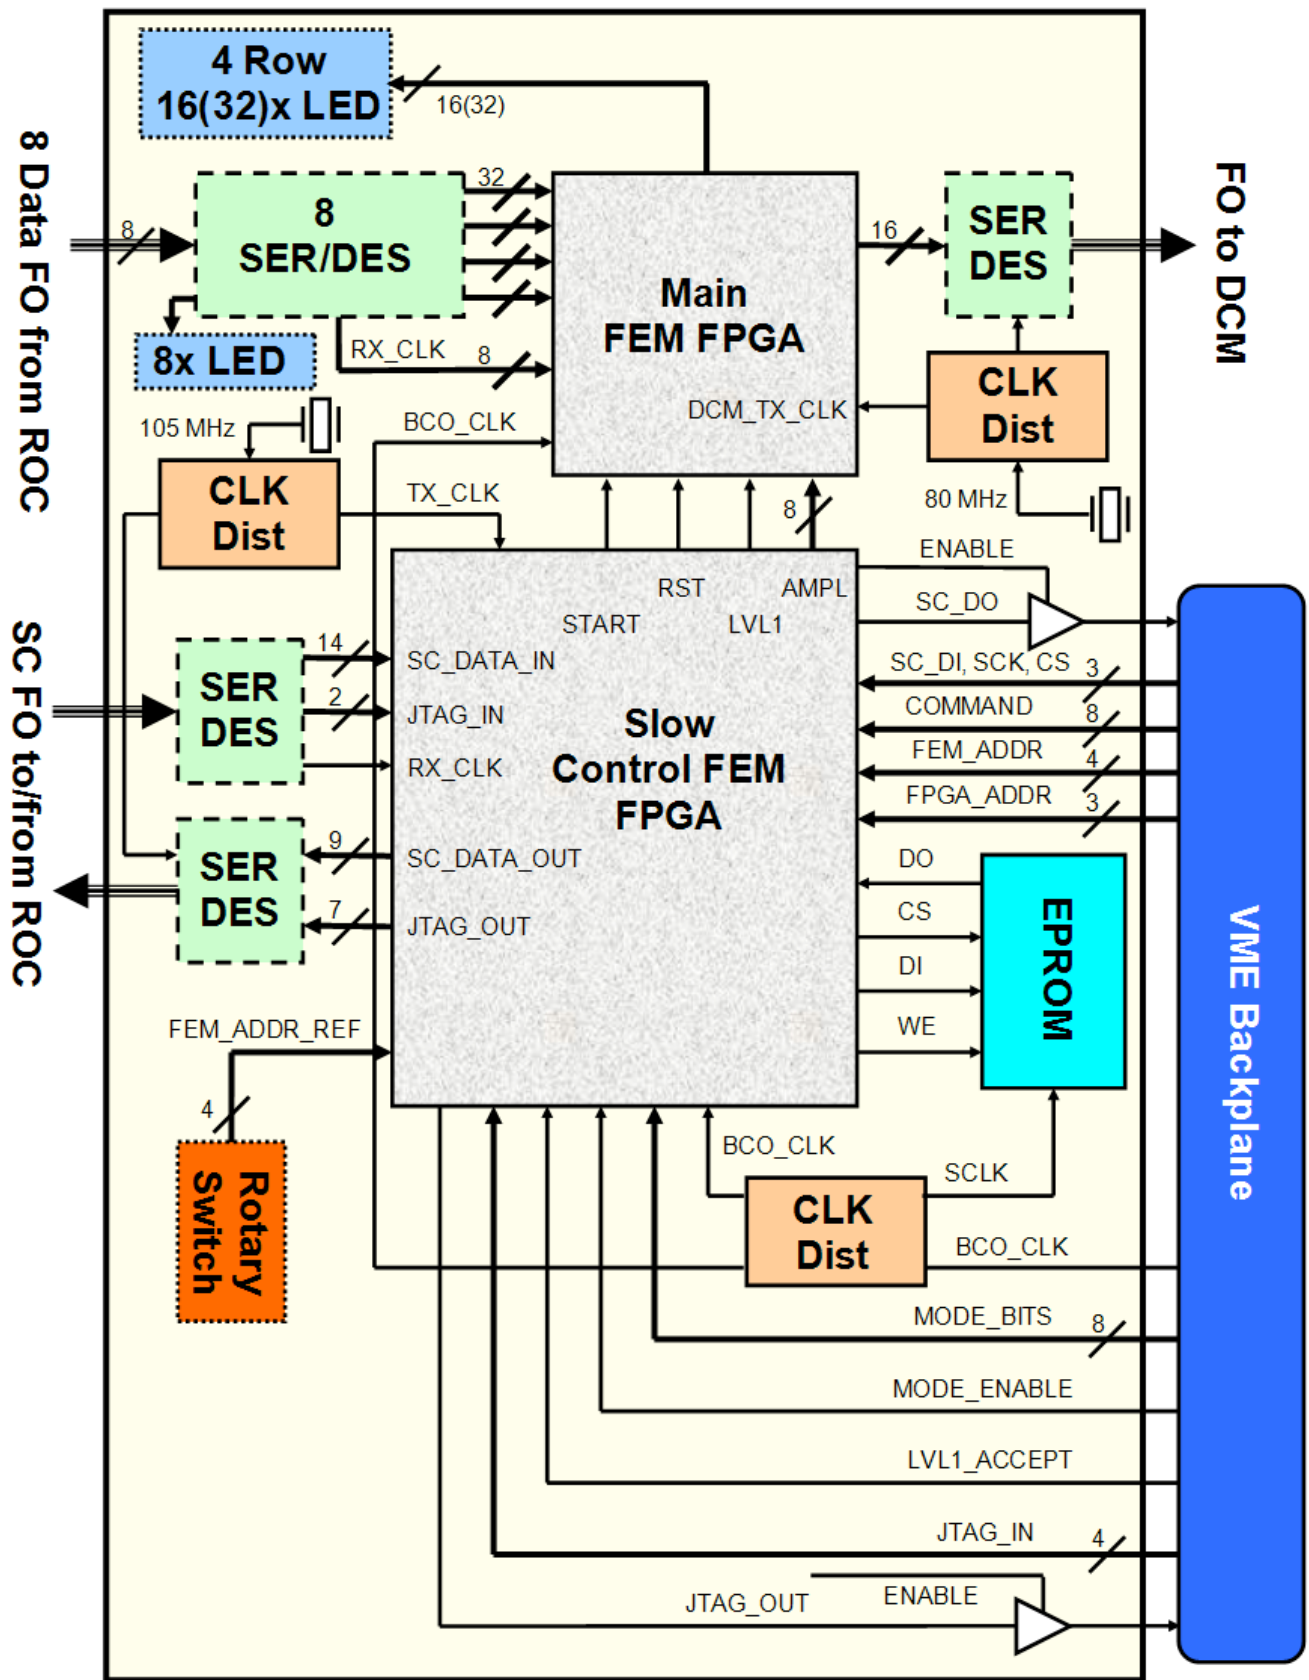 4 Row
16(32)x LED
16(32)
8 Data FO from ROC
8
8
SER/DES
32
8x LED
RX_CLK
8
Main
FEM FPGA
DCM_TX_CLK
16
SER
DES
FO to DCM
CLK
Dist
80 MHz
105 MHz
CLK
Dist
BCO_CLK
TX_CLK
8
START
RST
LVL1
AMPL
ENABLE
SC_DO
SC_DI, SCK, CS
3
COMMAND
8
FEM_ADDR
4
FPGA_ADDR
3
SC FO to/from ROC
SER
DES
14
SC_DATA_IN
2
JTAG_IN
RX_CLK
Slow
Control FEM
FPGA
SER
DES
9
SC_DATA_OUT
7
JTAG_OUT
DO
CS
DI
WE
EPROM
VME Backplane
FEM_ADDR_REF
4
Rotary
Switch
BCO_CLK
SCLK
CLK
Dist
BCO_CLK
MODE_BITS
8
MODE_ENABLE
LVL1_ACCEPT
JTAG_IN
4
JTAG_OUT
ENABLE